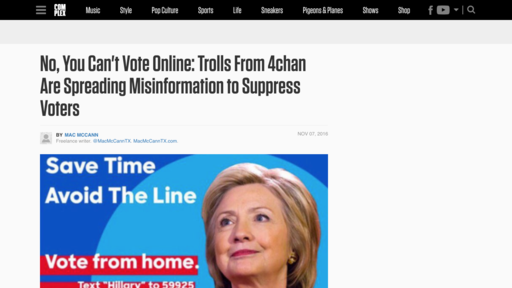 COM
PLEX
Music Style Pop Culture Sports Life Sneakers Pigeons & Planes Shows Shop
No, You Can't Vote Online: Trolls From 4chan
Are Spreading Misinformation to Suppress
Voters
BY MAC MCCANN
NOV 07, 2016
Freelance writer. @MacMcCannTX. MacMcCannTX.com
Save Time
Avoid The Line
Vote from home.
Text "Hillary" to 59925